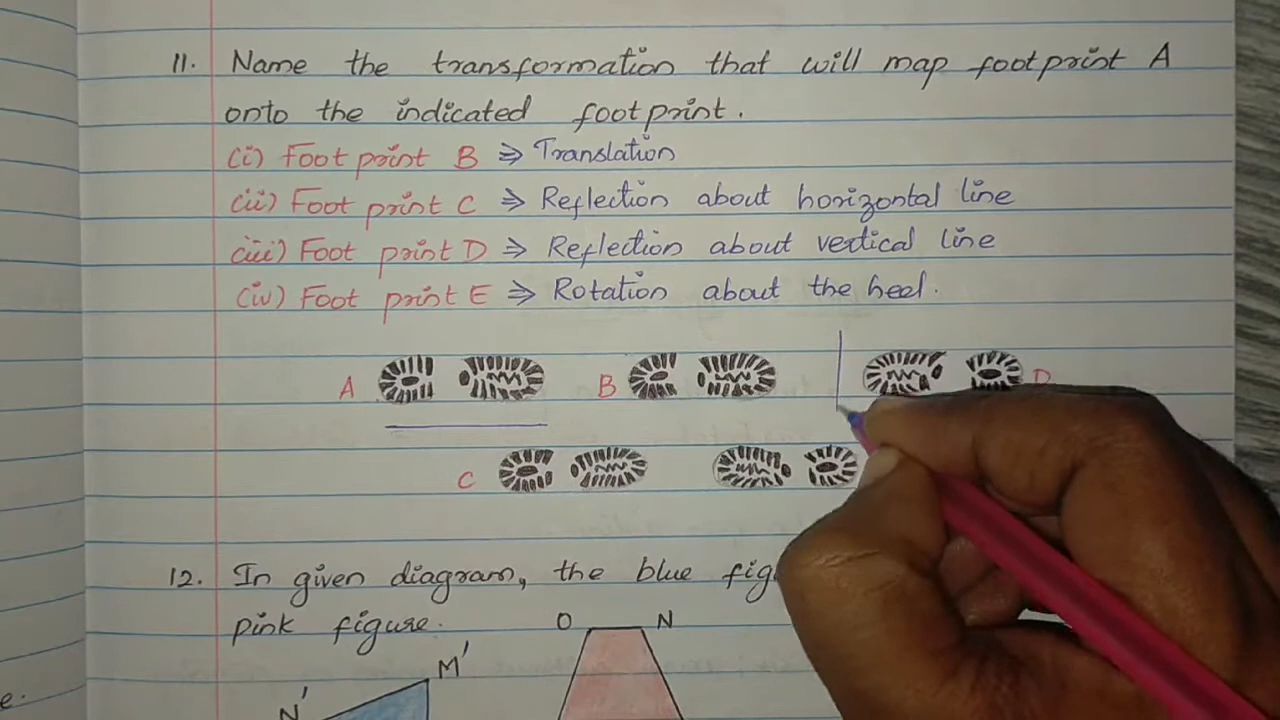 11. Name the transformation that will map footprint A
onto the indicated footprint.
(i) Foot print B ⇒ Translation
(ii) Foot print C ⇒ Reflection about horizontal line
(iii) Foot print D ⇒ Reflection about vertical line
(iv) Foot print E ⇒ Rotation about the heel.
A B D
C
12. In given diagram, the blue
pink figure.
O N
M'
N'
e.